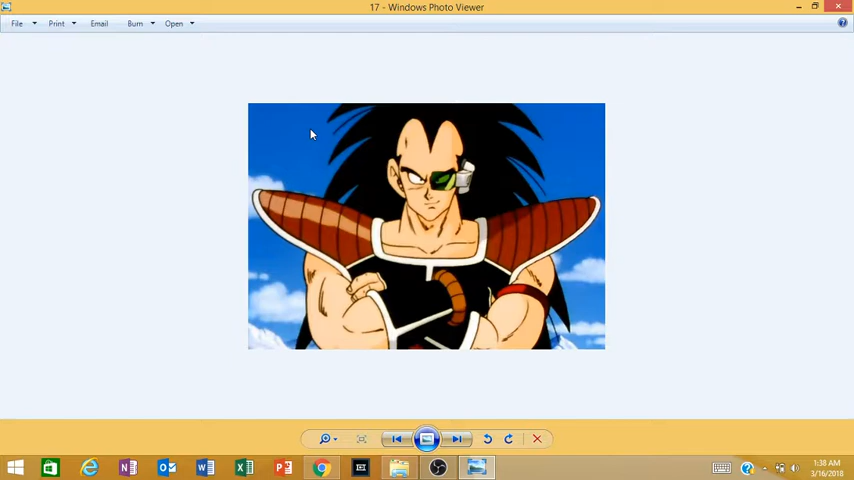 17 - Windows Photo Viewer
File Print Email Burn Open
N
W
X
P
1:38 AM
3/16/2018